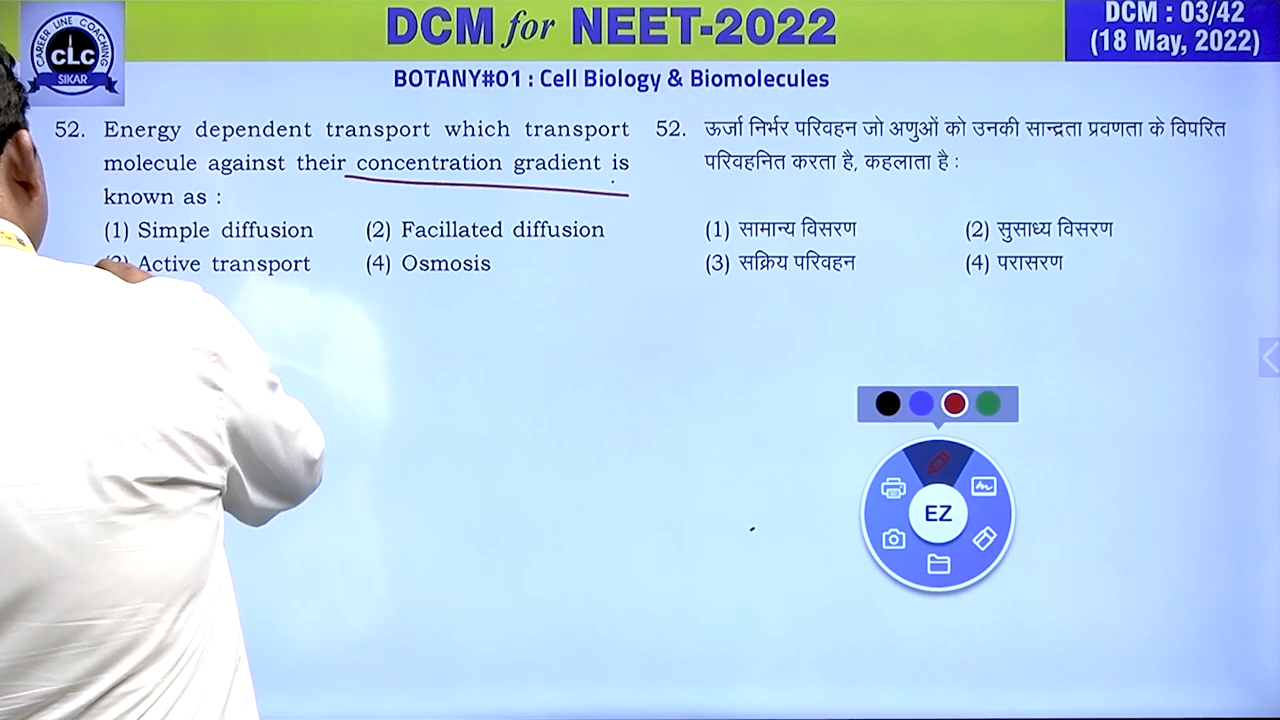 CAREER LINE COACHING
CLC
SIKAR
DCM for NEET-2022
DCM : 03/42
(18 May, 2022)
BOTANY#01 : Cell Biology & Biomolecules
52. Energy dependent transport which transport
molecule against their concentration gradient is
known as :
(1) Simple diffusion (2) Facillated diffusion
(3) Active transport (4) Osmosis
52. ऊर्जा निर्भर परिवहन जो अणुओं को उनकी सान्द्रता प्रवणता के विपरित
परिवहनित करता है, कहलाता है :
(1) सामान्य विसरण (2) सुसाध्य विसरण
(3) सक्रिय परिवहन (4) परासरण
EZ